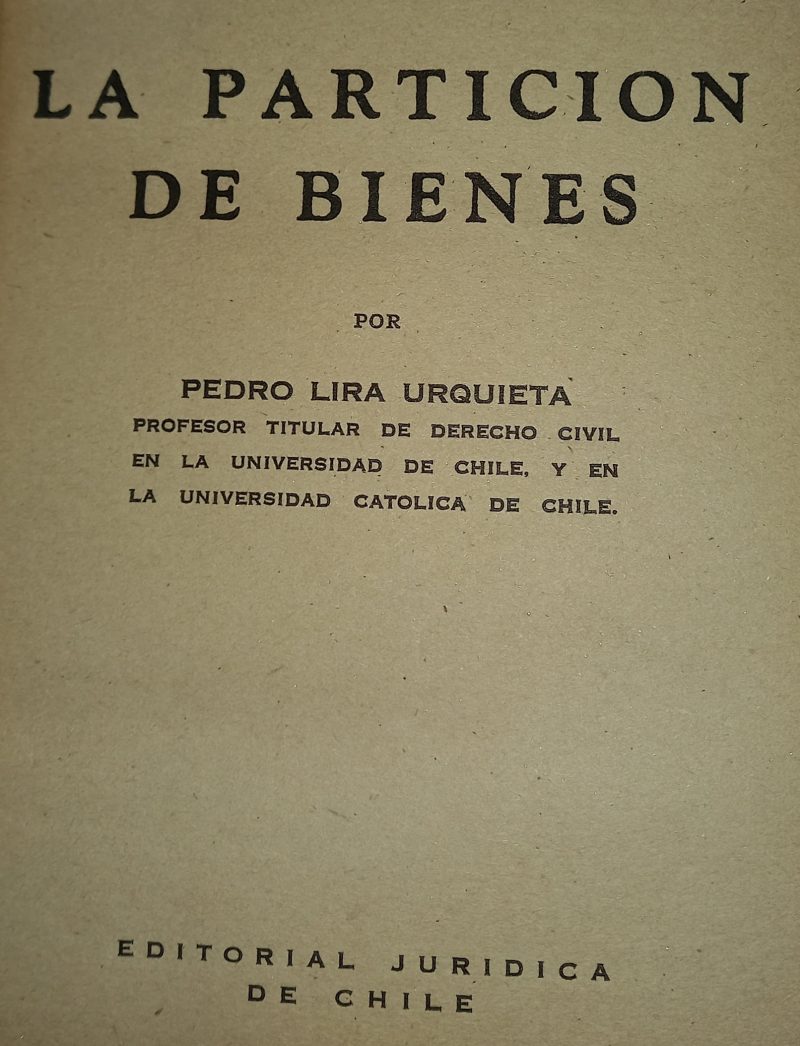 LA PARTICION
DE BIENES
POR
PEDRO LIRA URQUIETA
PROFESOR TITULAR DE DERECHO CIVIL
EN LA UNIVERSIDAD DE CHILE, Y EN
LA UNIVERSIDAD CATOLICA DE CHILE.
EDITORIAL JURIDICA
DE CHILE